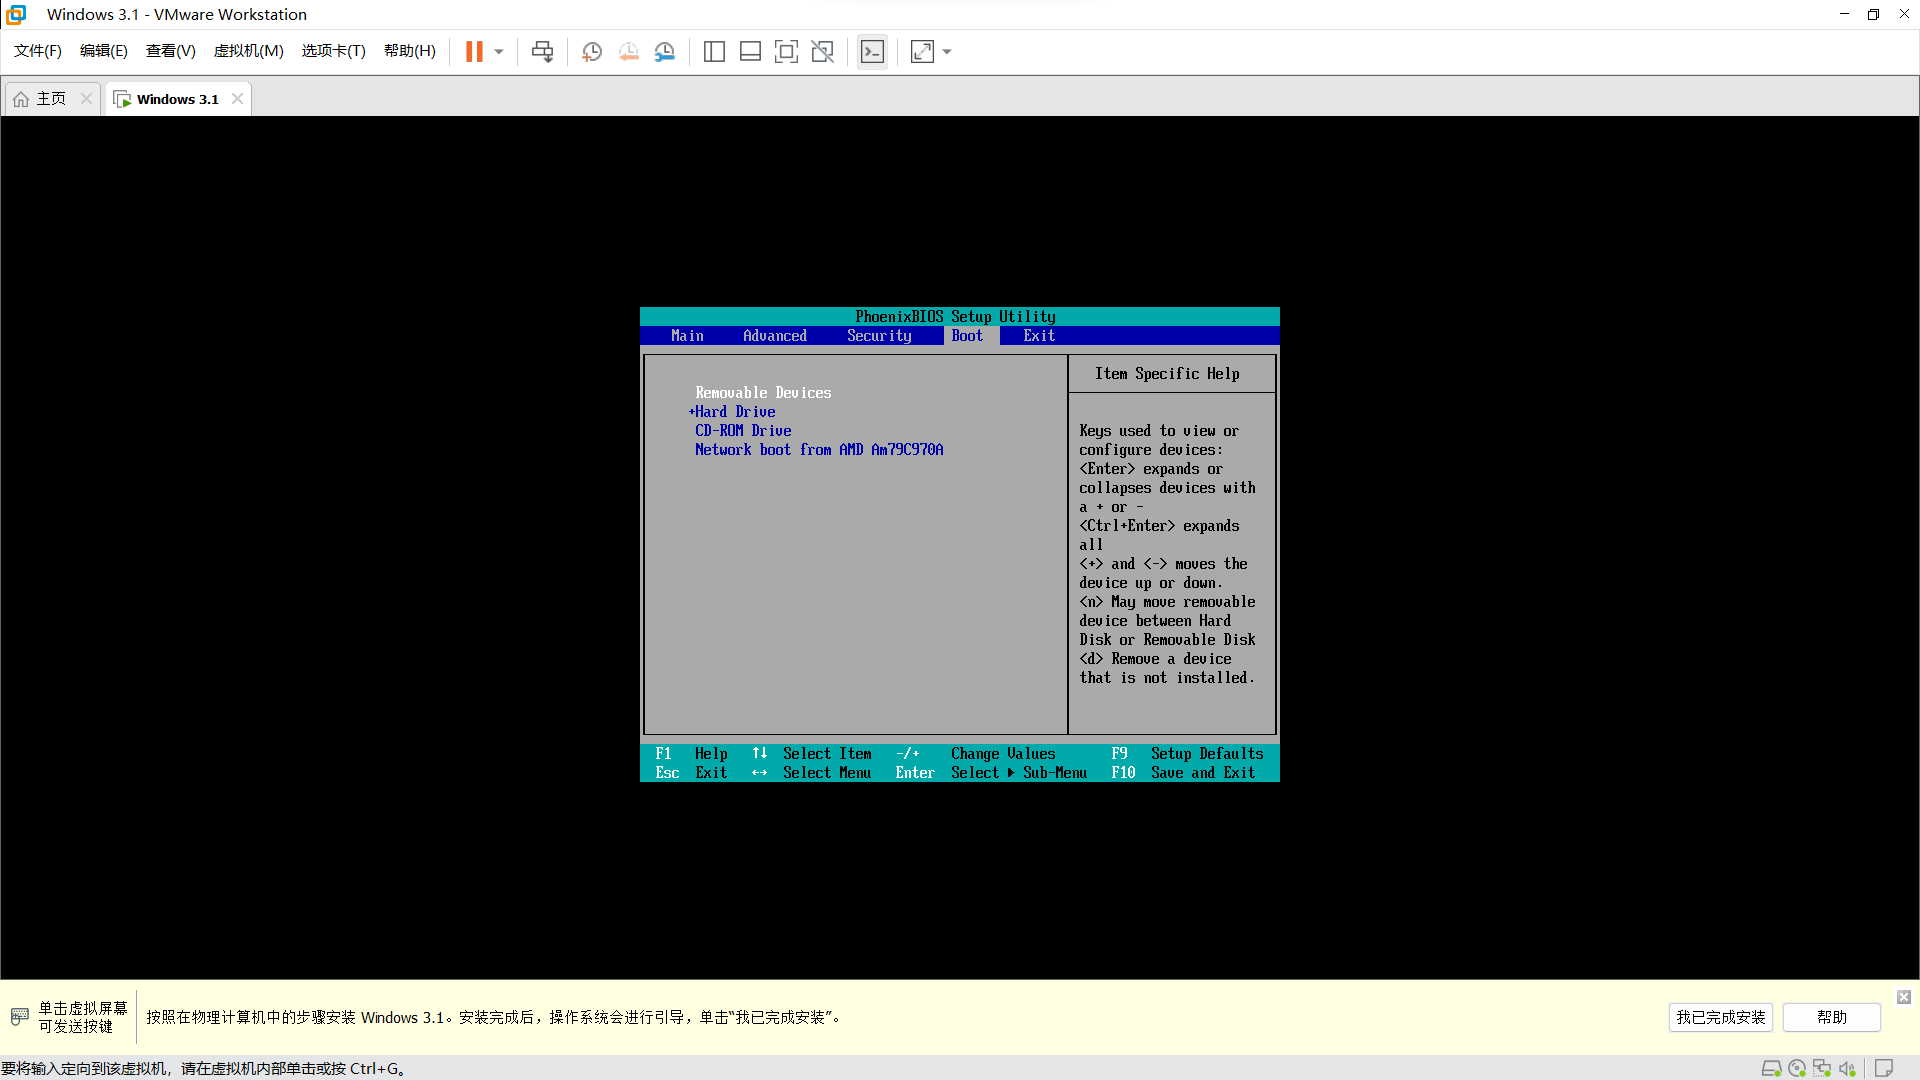 Windows 3.1 - VMware Workstation
文件(F) 编辑(E) 查看(V) 虚拟机(M) 选项卡(T) 帮助(H)
主页 Windows 3.1
PhoenixBIOS Setup Utility
Main Advanced Security Boot Exit
Item Specific Help
Removable Devices
+Hard Drive
CD-ROM Drive
Network boot from AMD Am79C970A
Keys used to view or
configure devices:
<Enter> expands or
collapses devices with
a + or -
<Ctrl+Enter> expands
all
<+> and <-> moves the
device up or down.
<n> May move removable
device between Hard
Disk or Removable Disk
<d> Remove a device
that is not installed.
F1 Help ↑↓ Select Item -/+ Change Values F9 Setup Defaults
Esc Exit ↔ Select Menu Enter Select ▶ Sub-Menu F10 Save and Exit
单击虚拟屏幕
可发送按键
按照在物理计算机中的步骤安装 Windows 3.1。安装完成后，操作系统会进行引导，单击“我已完成安装”。
我已完成安装 帮助
要将输入定向到该虚拟机，请在虚拟机内部单击或按 Ctrl+G。